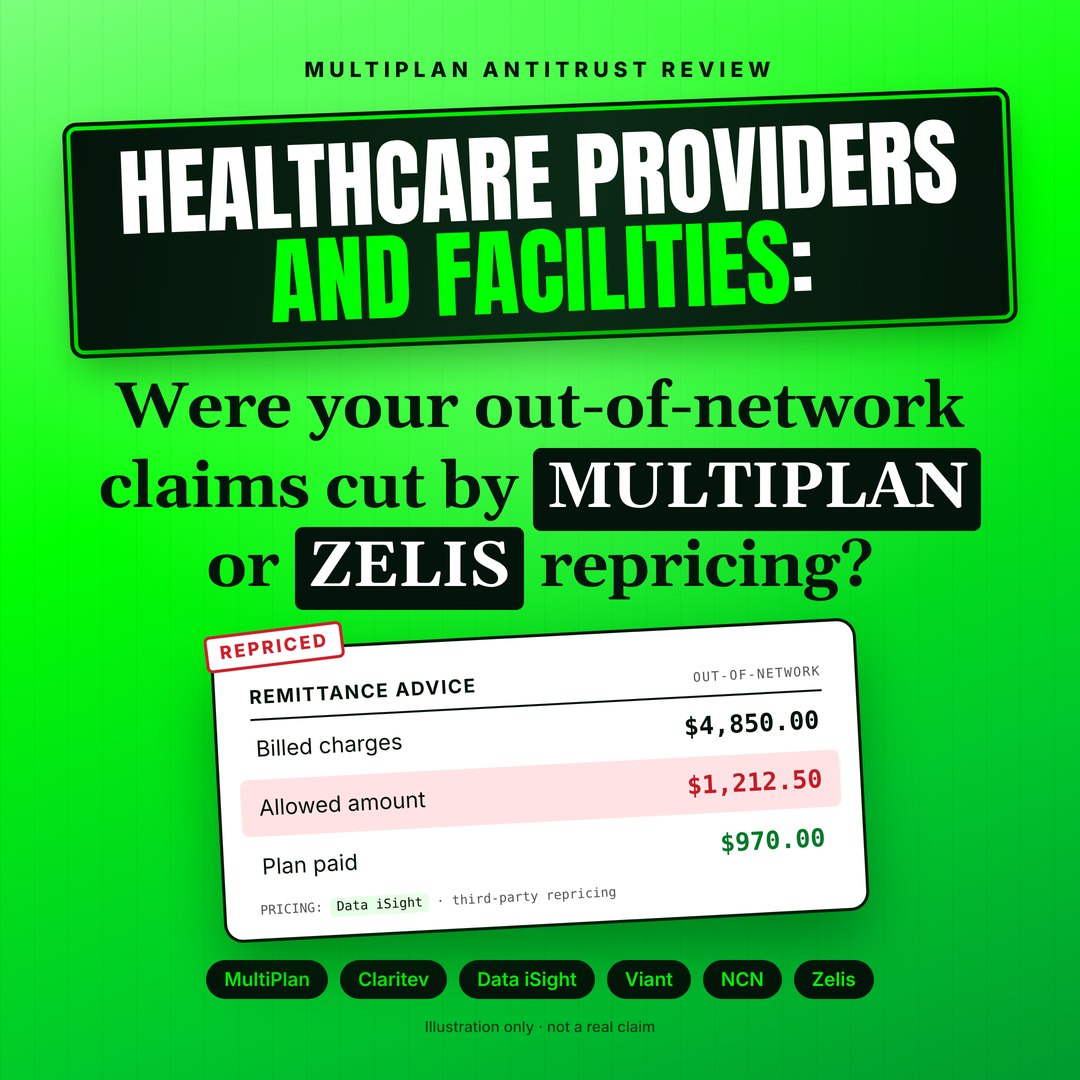 MULTIPLAN ANTITRUST REVIEW
HEALTHCARE PROVIDERS
AND FACILITIES:
Were your out-of-network
claims cut by MULTIPLAN
or ZELIS repricing?
REPRICED
REMITTANCE ADVICE OUT-OF-NETWORK
Billed charges $4,850.00
Allowed amount $1,212.50
Plan paid $970.00
PRICING: Data iSight · third-party repricing
MultiPlan Claritev Data iSight Viant NCN Zelis
Illustration only · not a real claim